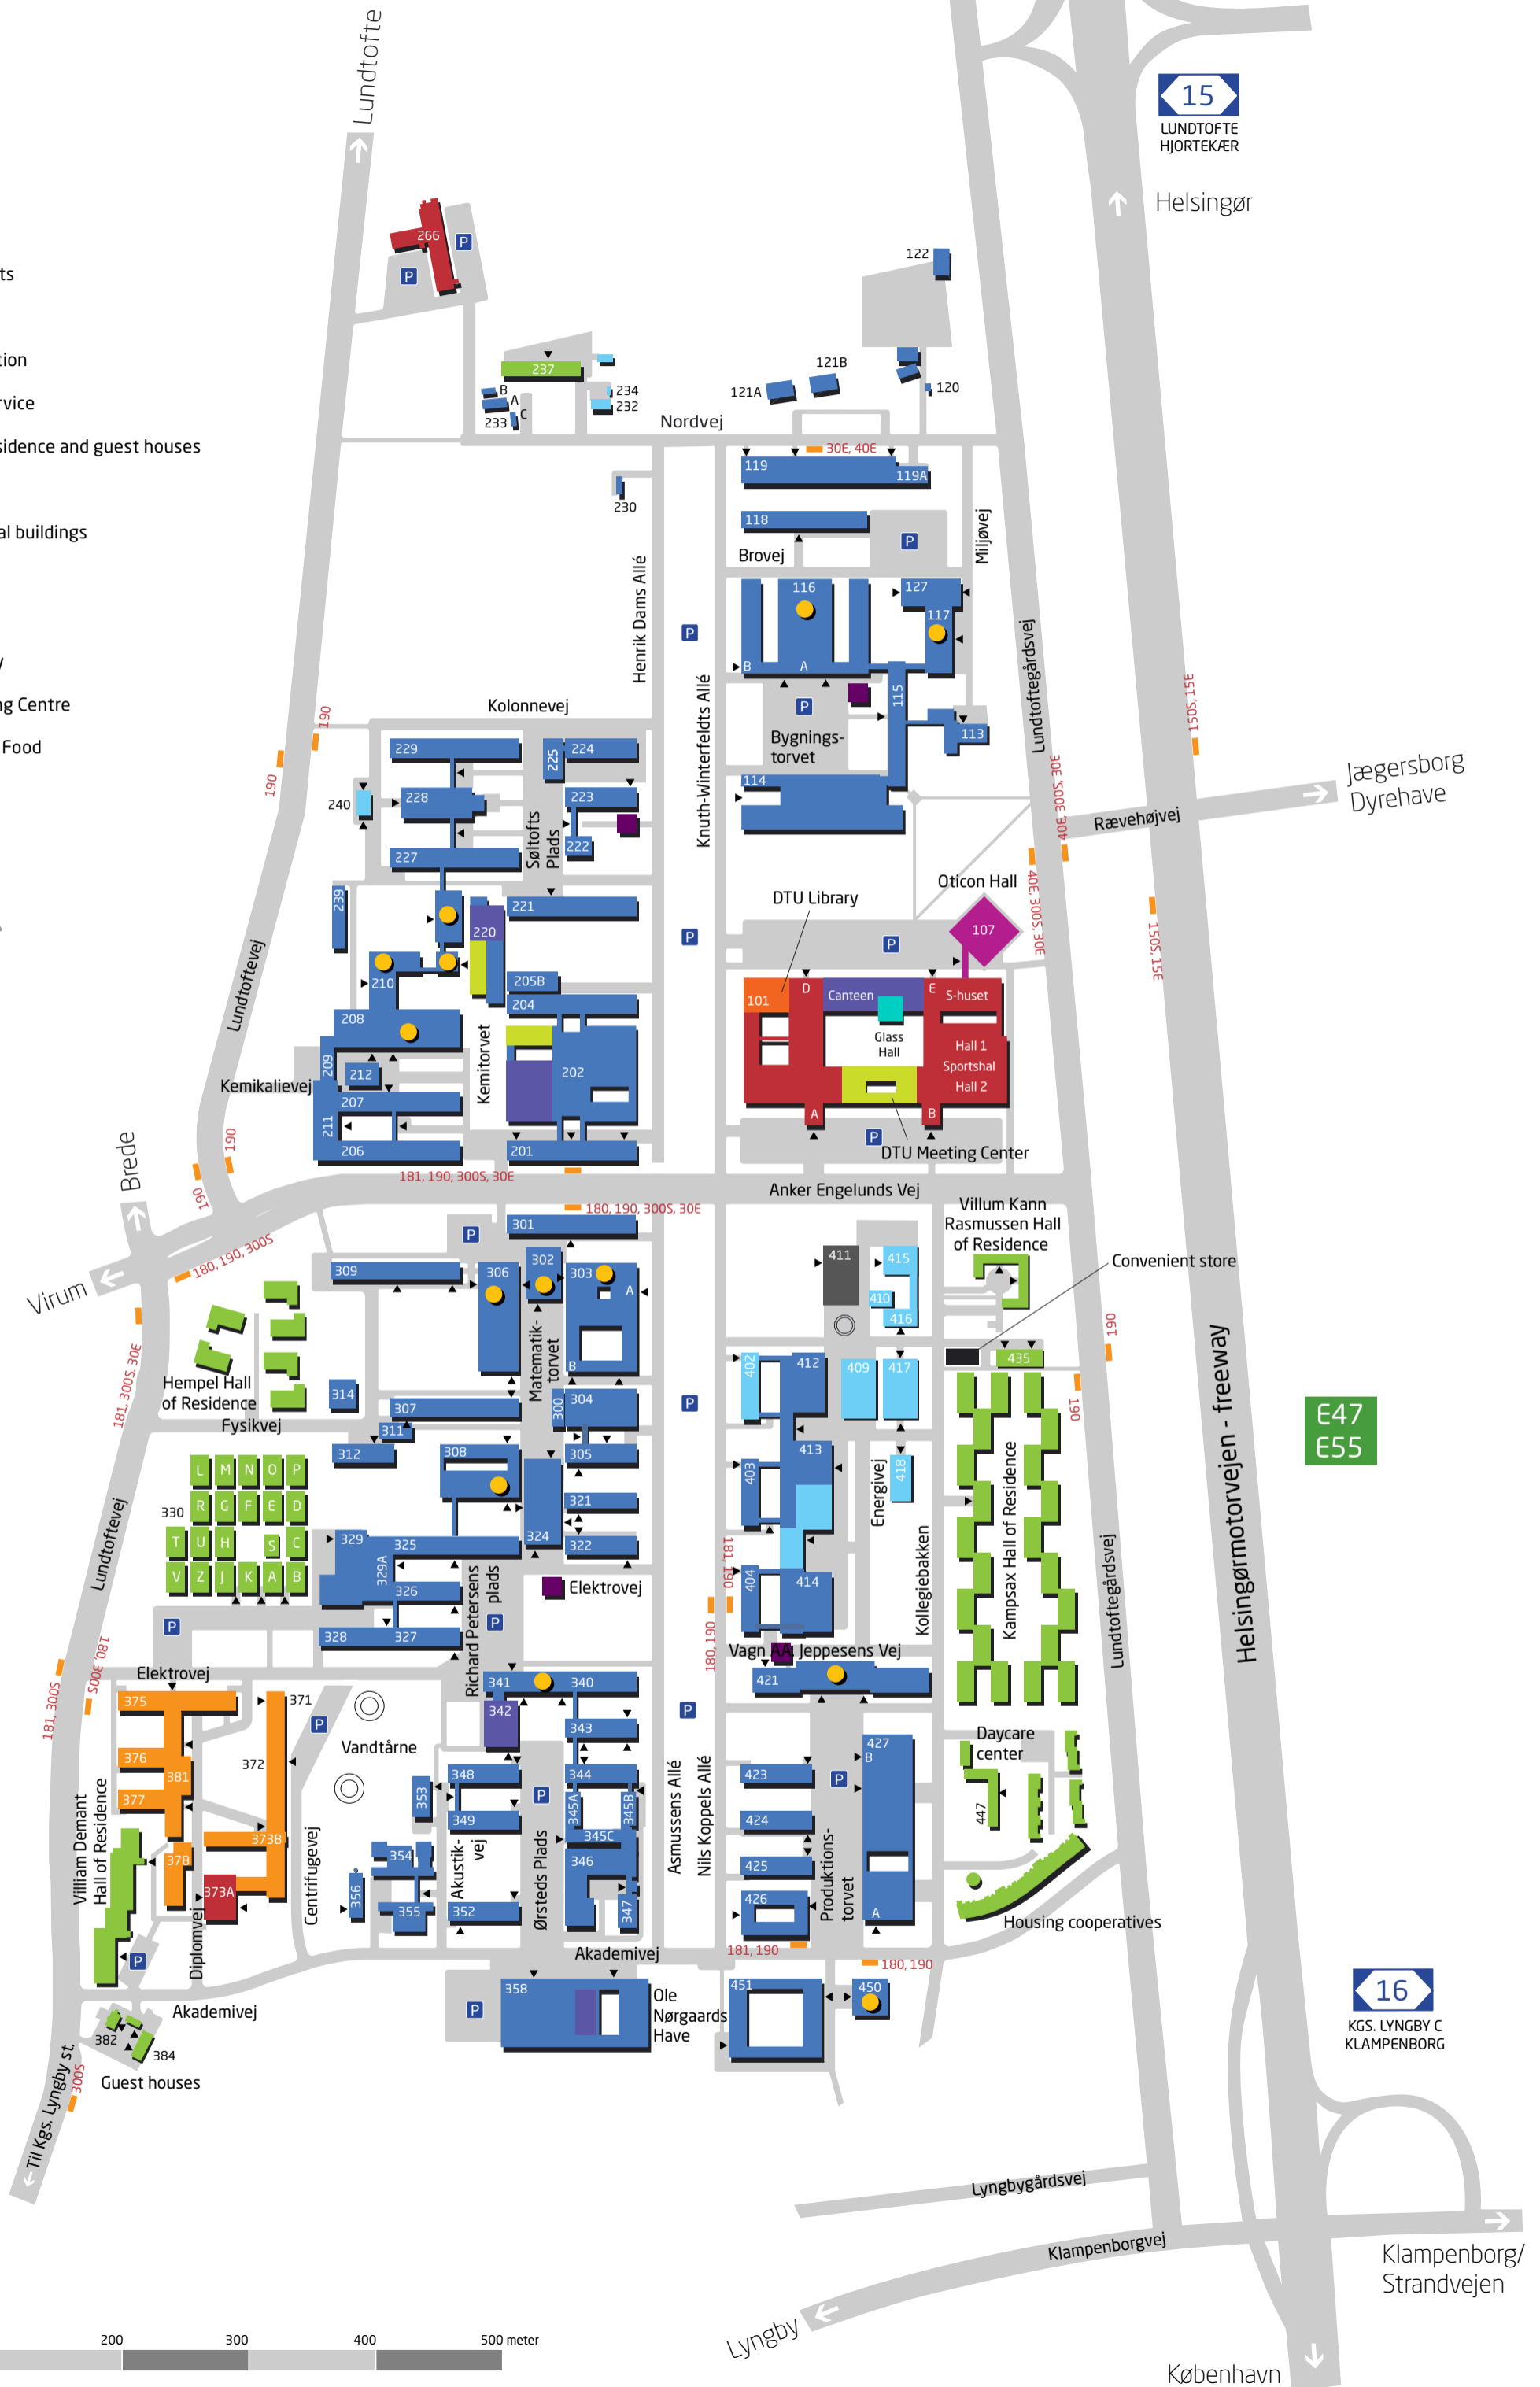 Lundtofte
15
LUNDTOFTE
HJORTEKÆR
Helsingør
266
P
P
122
ts
tion
rvice
sidence and guest houses
al buildings
/
ng Centre
Food
237
B
A
C
233
234
232
121A
121B
120
Nordvej
30E, 40E
119
119A
230
118
P
Brovej
Miljøvej
Henrik Dams Allé
116
127
117
P
B
A
115
P
Bygnings-
torvet
113
114
Knuth-Winterfeldts Allé
Lundtoftegårdsvej
150S, 15E
30E, 300S, 40E
Jægersborg
Dyrehave
Rævehøjvej
Kolonnevej
190
190
229
225
224
240
228
223
Søltofts
Plads
222
227
239
221
220
Lundtoftevej
210
205B
204
208
209
212
Kemikalievej
207
211
206
Kemitorvet
202
201
P
DTU Library
Oticon Hall
107
P
40E, 300S, 30E
150S, 15E
101
D
Canteen
E
S-huset
Glass
Hall
Hall 1
Sportshal
Hall 2
A
B
P
DTU Meeting Center
Brede
190
190
181, 190, 300S, 30E
Anker Engelunds Vej
180, 190, 300S, 30E
180, 190, 300S
Virum
P
301
309
306
302
303
A
B
Matematik-
torvet
Villum Kann
Rasmussen Hall
of Residence
Convenient store
411
415
410
416
190
Hempel Hall
of Residence
181, 300S, 30E
Fysikvej
314
307
311
312
308
300
304
305
321
324
322
P
402
412
409
417
435
190
413
403
418
Energivej
Kollegiebakken
Kampsax Hall of Residence
Lundtoftegårdsvej
Helsingørmotorvejen - freeway
E47
E55
L M N O P
330
R G F E D
T U H S C
V Z J K A B
Lundtoftevej
329
325
329A
326
328
327
Richard Petersens
plads
P
Elektrovej
181, 190
180, 190
404
414
Vagn AA. Jeppesens Vej
421
P
Elektrovej
180, 300S
181, 300S
375
371
P
376
381
372
377
373B
378
373A
Villiam Demant
Hall of Residence
Diplomvej
Centrifugevej
Vandtårne
341
340
342
343
348
344
353
349
345A
345B
345C
354
346
356
355
352
347
Akustik-
vej
P
Ørsteds Plads
Asmussens Allé
Nils Koppels Allé
P
423
424
425
426
P
427
B
A
Produktions-
torvet
Daycare
center
447
Housing cooperatives
P
Akademivej
Akademivej
181, 190
180, 190
358
P
Ole
Nørgaards
Have
451
450
382
384
Guest houses
300S
Til Kgs. Lyngby st.
16
KGS. LYNGBY C
KLAMPENBORG
Lyngbygårdsvej
Klampenborgvej
Klampenborg/
Strandvejen
Lyngby
København
200 300 400 500 meter